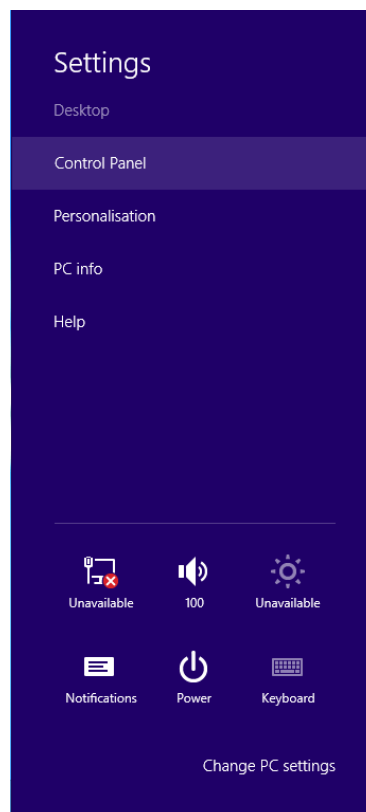 Settings
Desktop
Control Panel
Personalisation
PC info
Help
Unavailable
100
Unavailable
Notifications
Power
Keyboard
Change PC settings